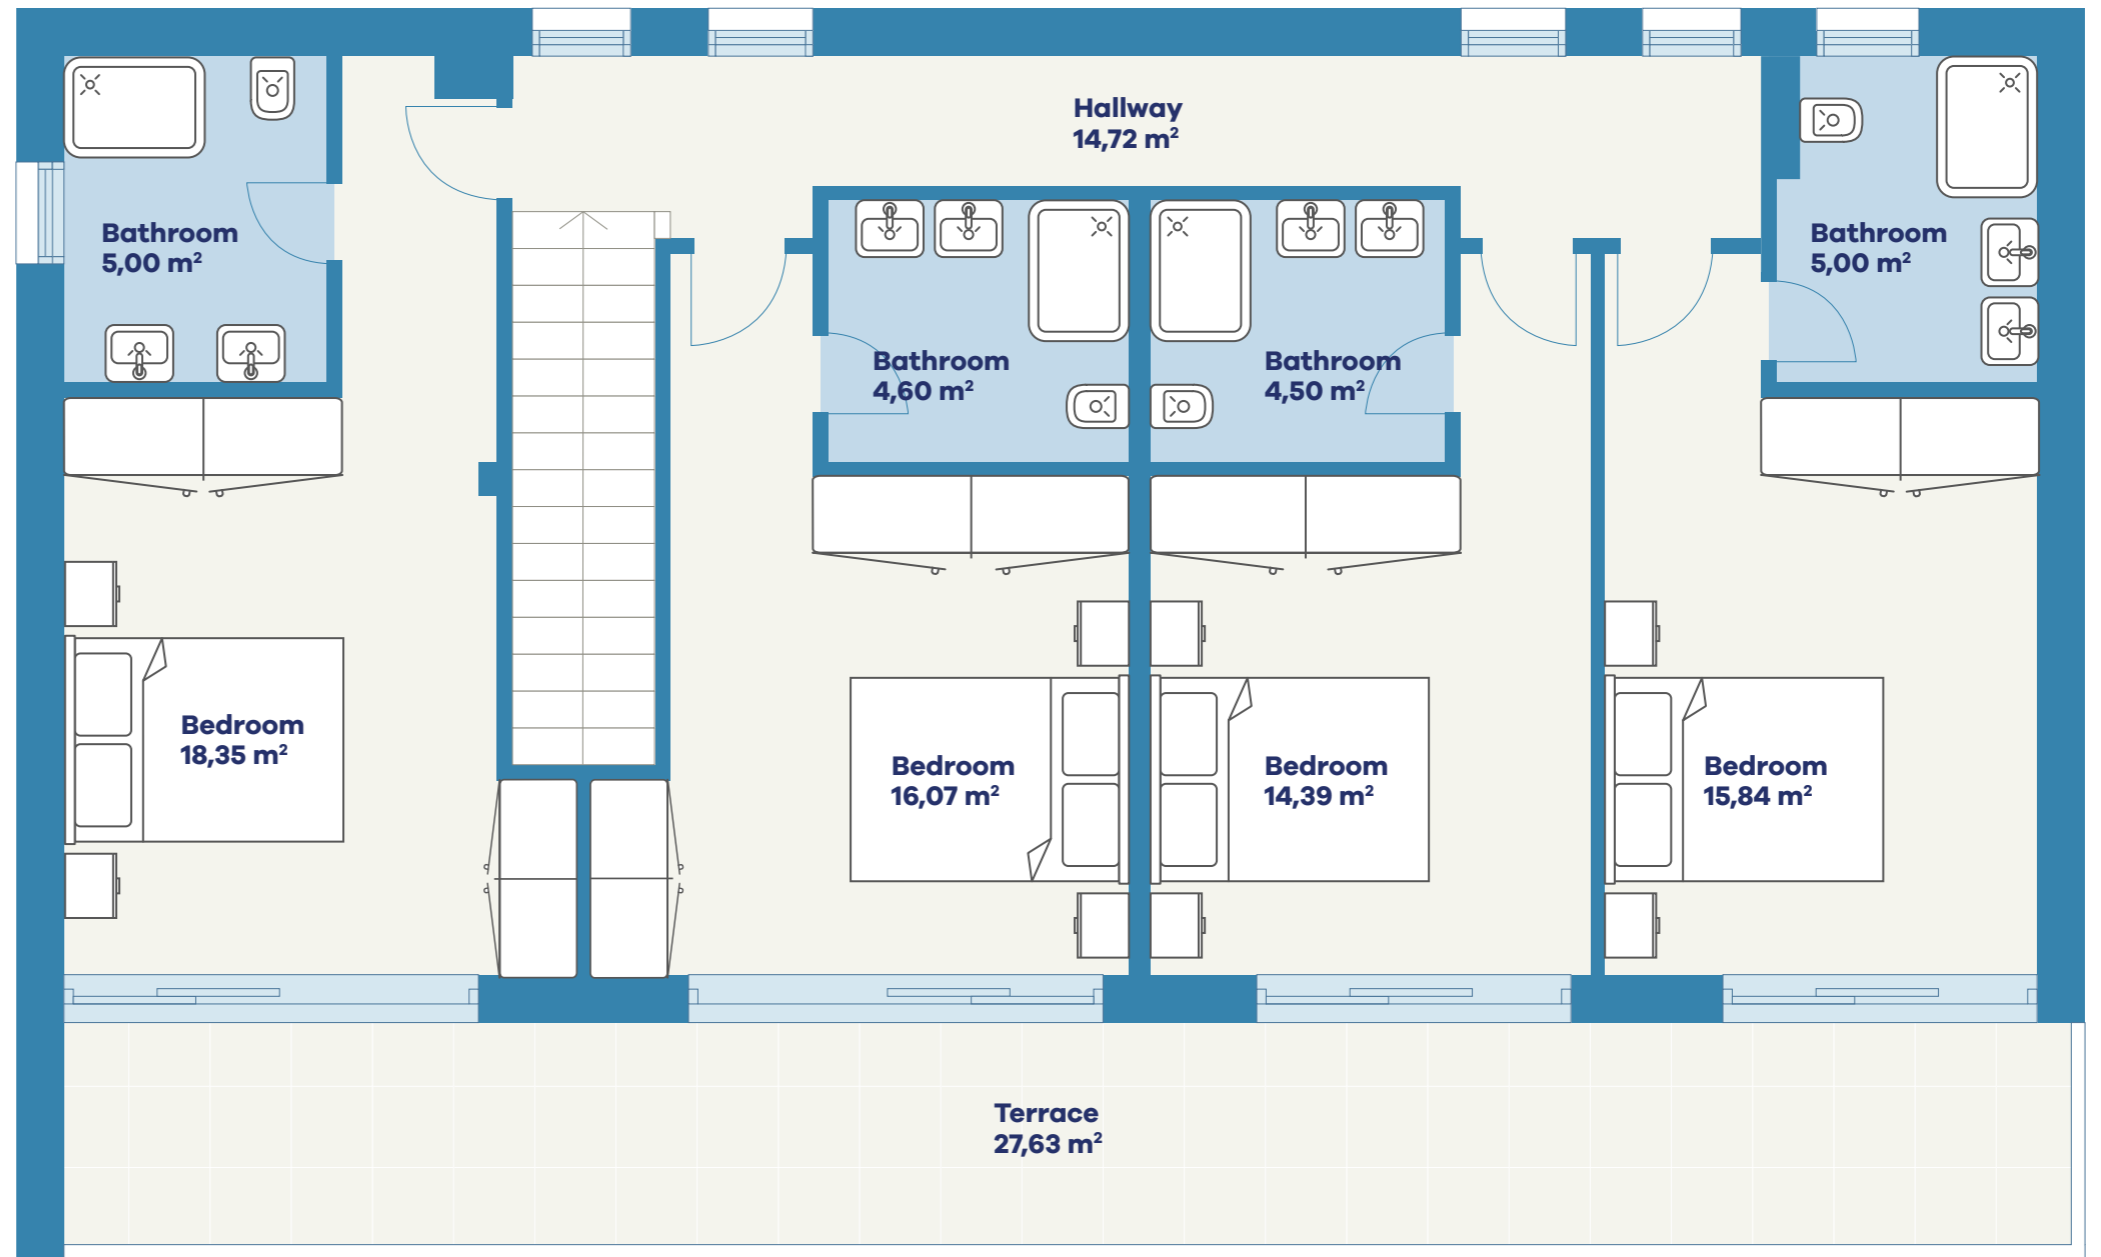 Hallway
14,72 m²
Bathroom
5,00 m²
Bathroom
5,00 m²
Bathroom
4,60 m²
Bathroom
4,50 m²
Bedroom
18,35 m²
Bedroom
16,07 m²
Bedroom
14,39 m²
Bedroom
15,84 m²
Terrace
27,63 m²